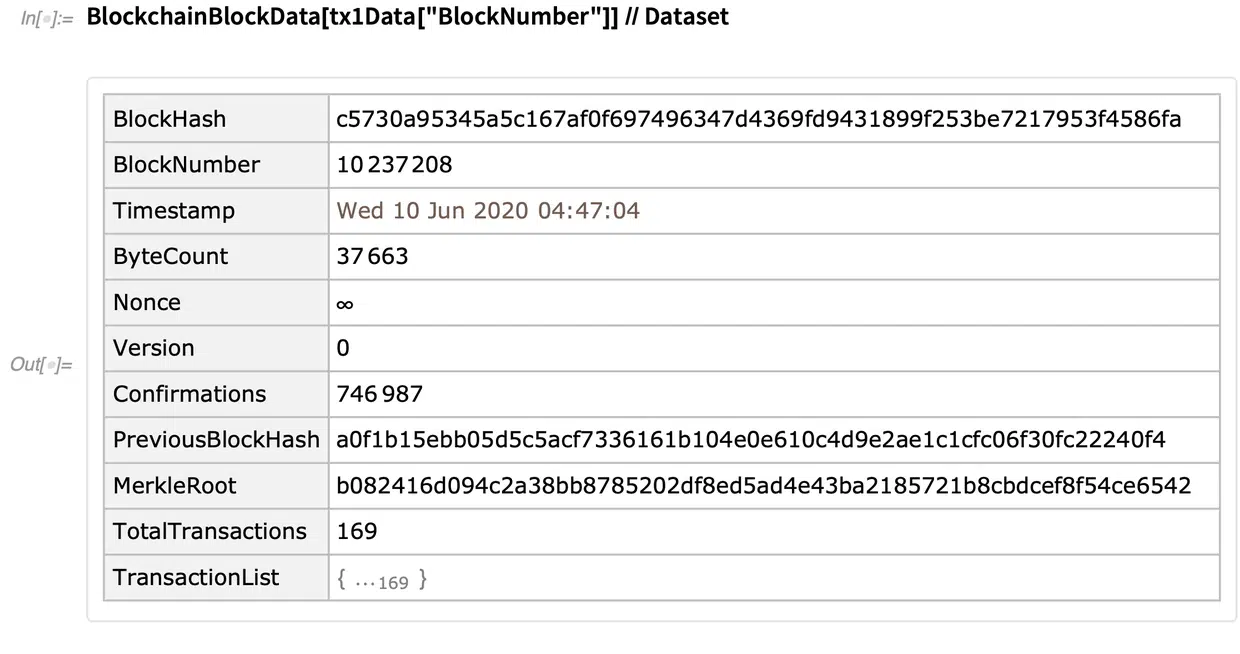 In[•]:= BlockchainBlockData[tx1Data["BlockNumber"]] // Dataset
BlockHash c5730a95345a5c167af0f697496347d4369fd9431899f253be7217953f4586fa
BlockNumber 10 237 208
Timestamp Wed 10 Jun 2020 04:47:04
ByteCount 37 663
Nonce ∞
Version 0
Out[•]= Confirmations 746 987
PreviousBlockHash a0f1b15ebb05d5c5acf7336161b104e0e610c4d9e2ae1c1cfc06f30fc22240f4
MerkleRoot b082416d094c2a38bb8785202df8ed5ad4e43ba2185721b8cbdcef8f54ce6542
TotalTransactions 169
TransactionList { ...169 }